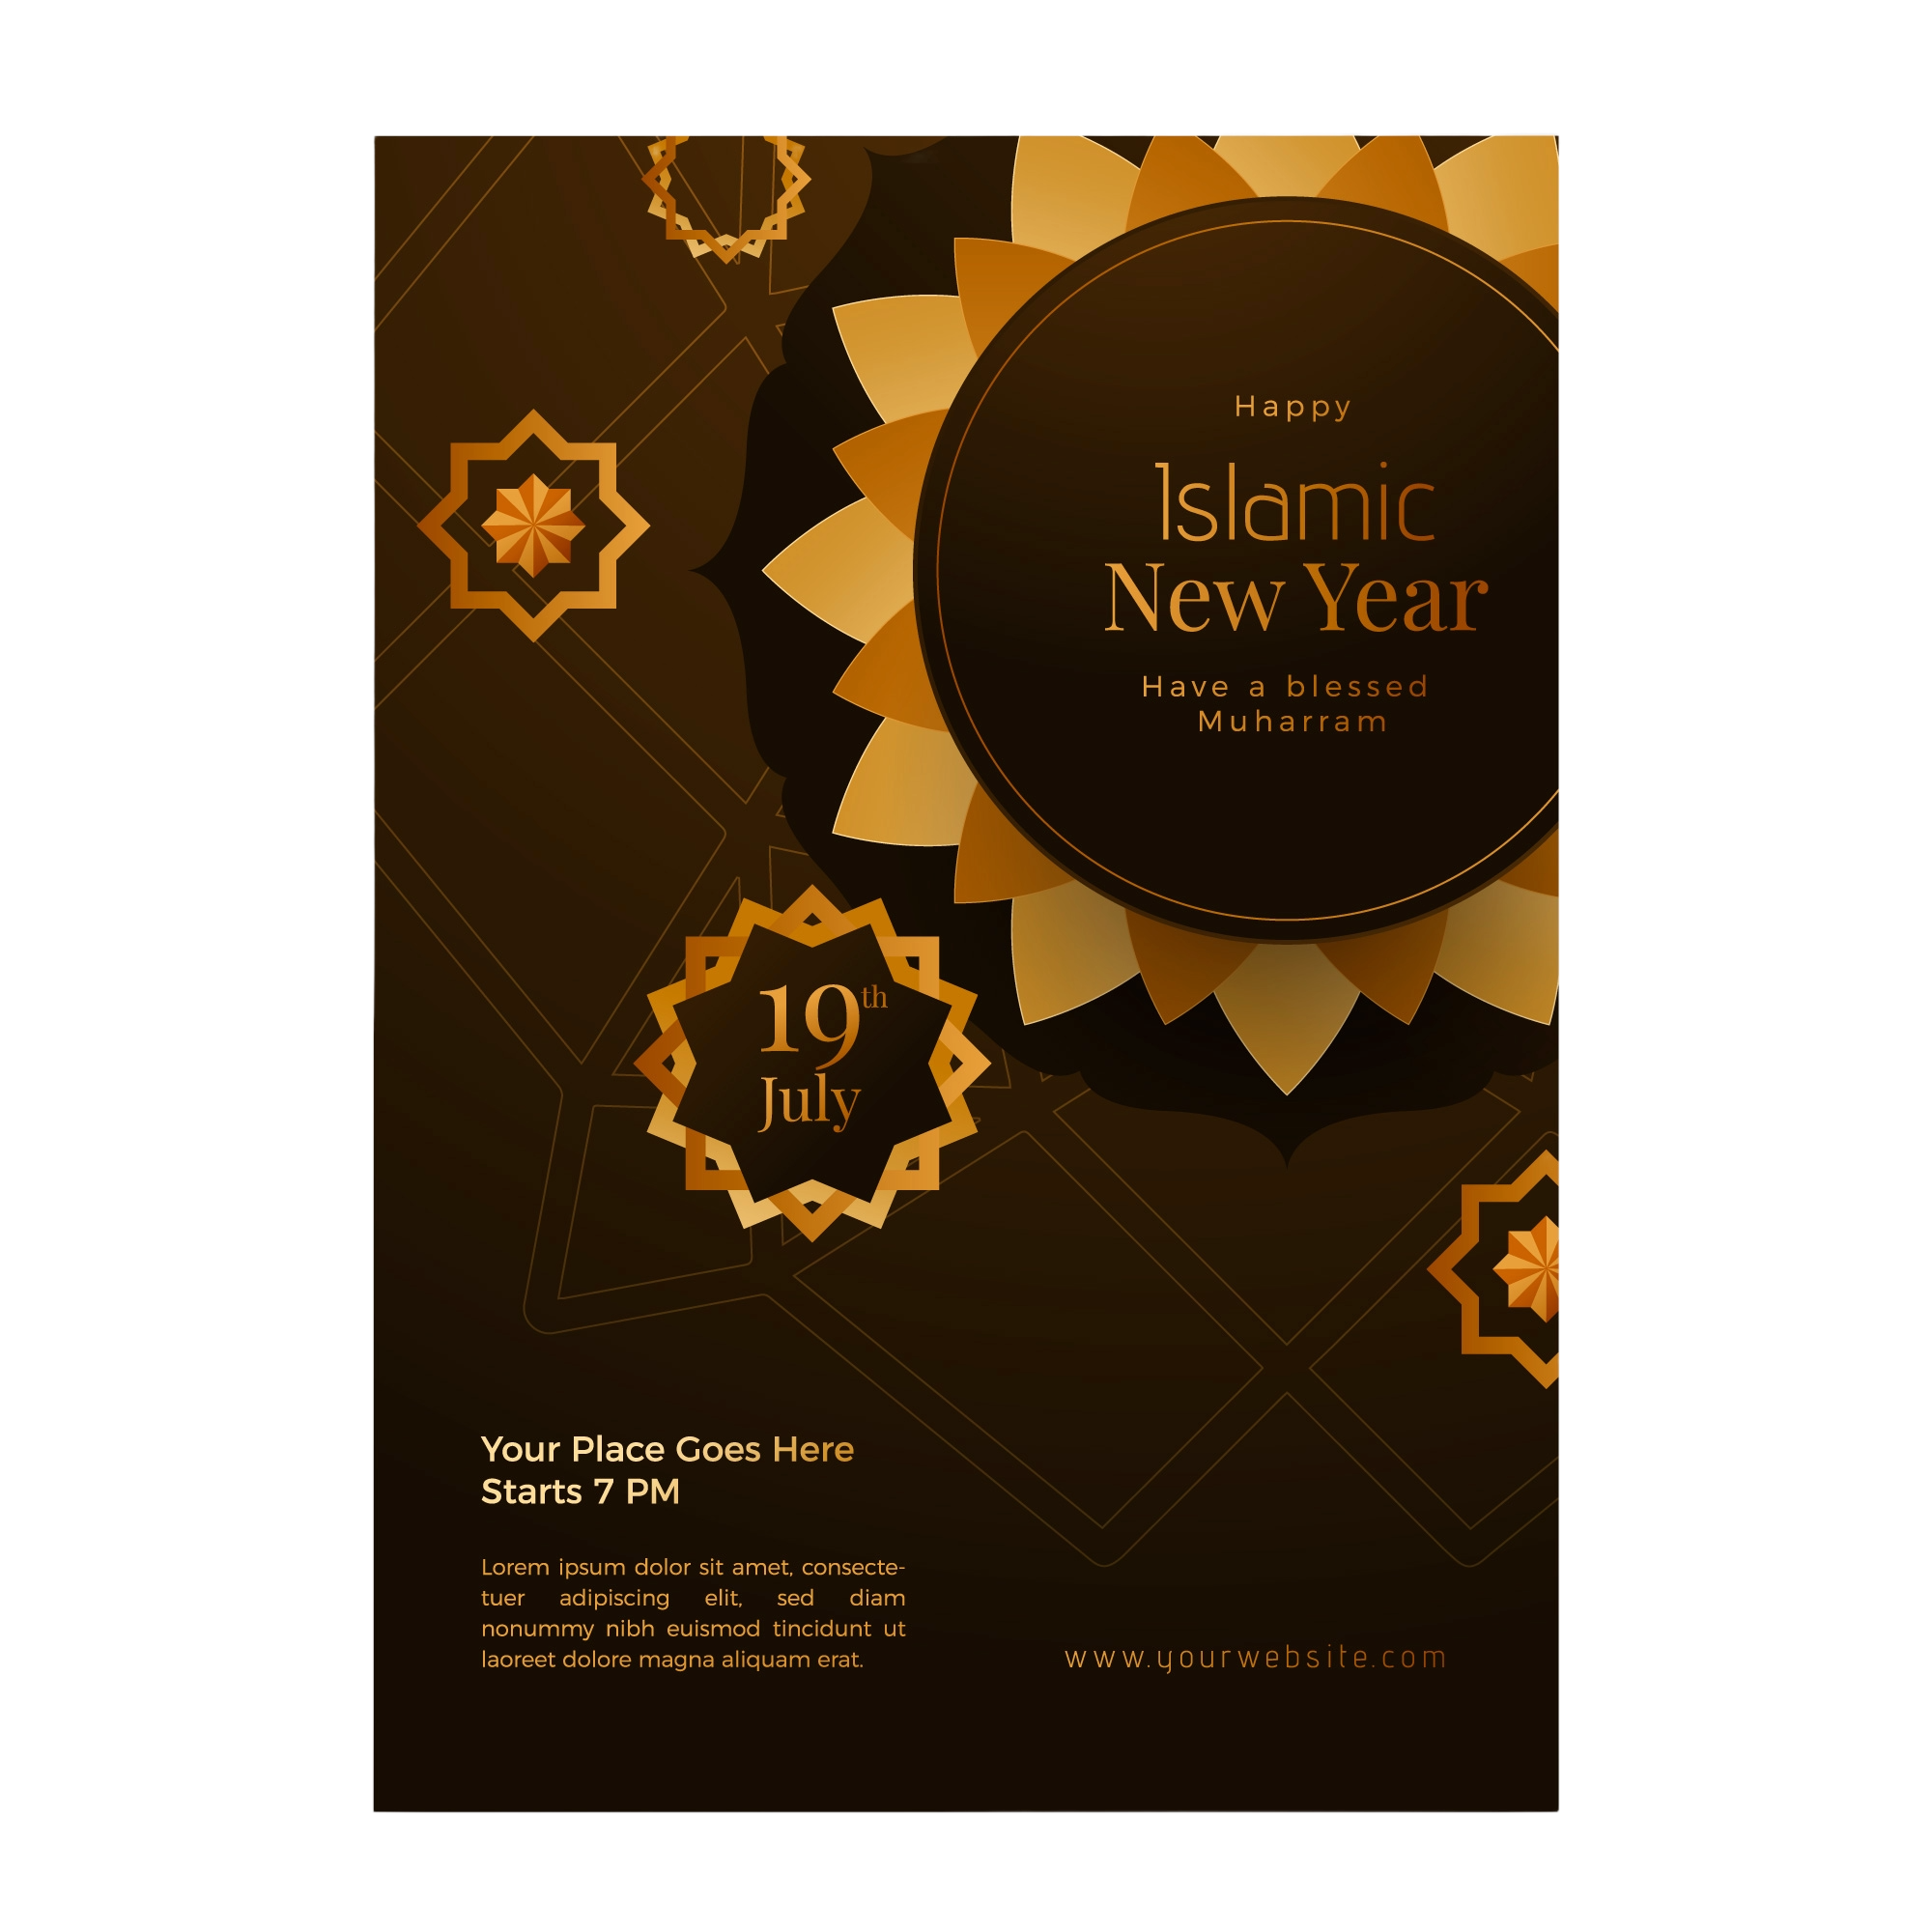 Happy
Islamic
New Year
Have a blessed
Muharram
19th
July
Your Place Goes Here
Starts 7 PM
Lorem ipsum dolor sit amet, consecte-
tuer adipiscing elit, sed diam
nonummy nibh euismod tincidunt ut
laoreet dolore magna aliquam erat.
www.yourwebsite.com